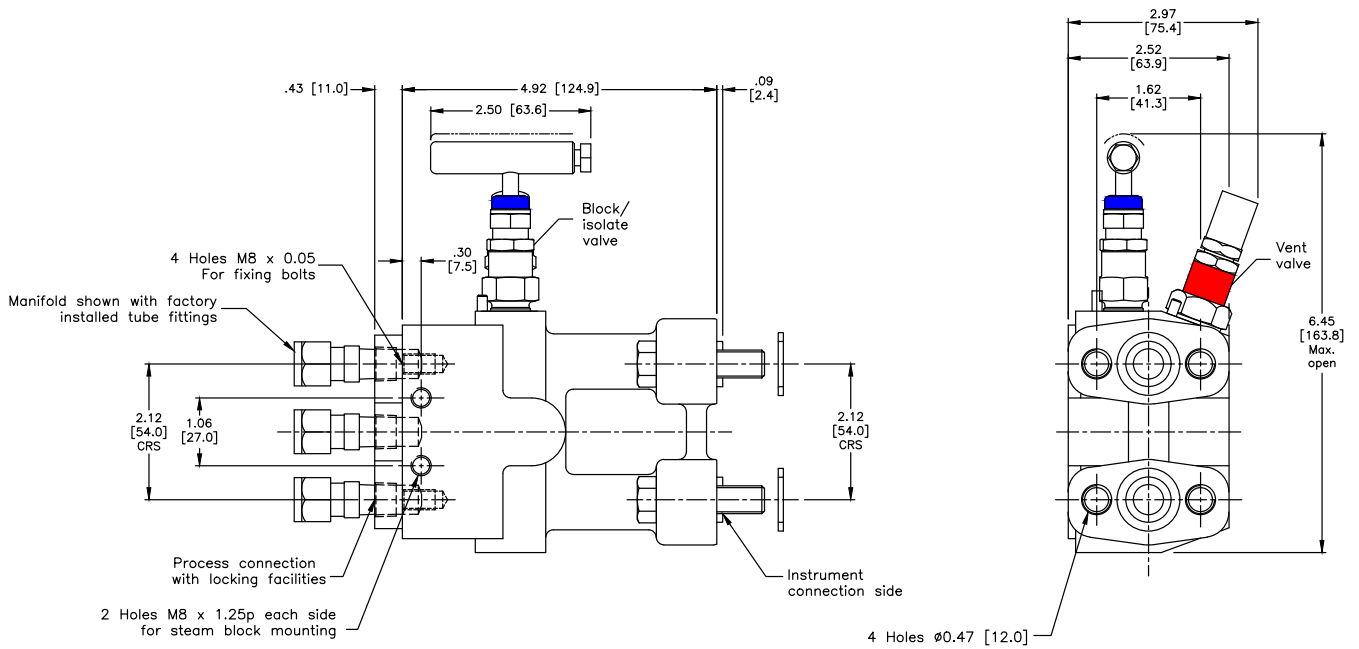 .43 [11.0]
4.92 [124.9]
.09
[2.4]
2.50 [63.6]
Block/
isolate
valve
.30
[7.5]
4 Holes M8 x 0.05
For fixing bolts
Manifold shown with factory
installed tube fittings
2.12
[54.0]
CRS
1.06
[27.0]
2.12
[54.0]
CRS
Process connection
with locking facilities
2 Holes M8 x 1.25p each side
for steam block mounting
Instrument
connection side
2.97
[75.4]
2.52
[63.9]
1.62
[41.3]
Vent
valve
6.45
[163.8]
Max.
open
4 Holes ø0.47 [12.0]